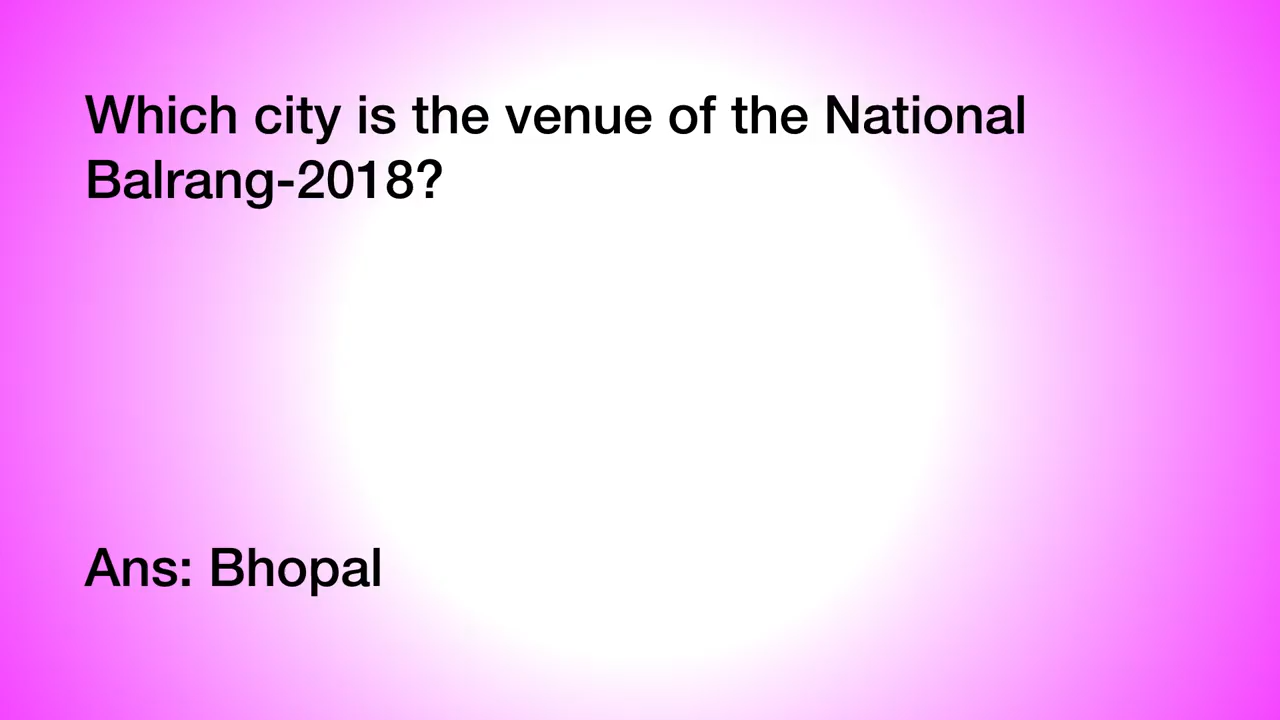 Which city is the venue of the National
Balrang-2018?
Ans: Bhopal